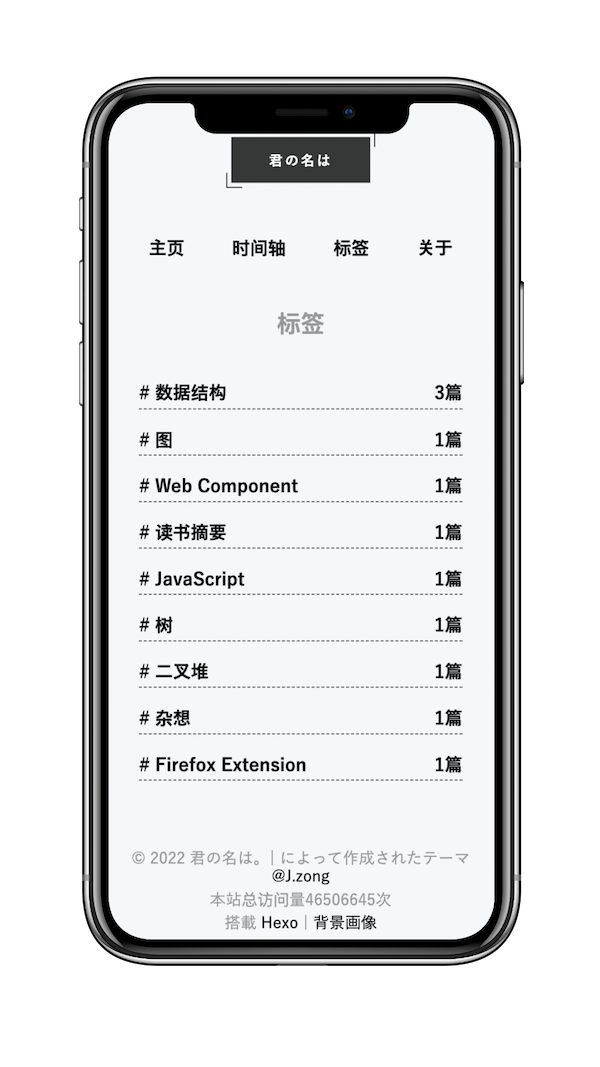 君の名は
主页 时间轴 标签 关于
标签
# 数据结构 3篇
# 图 1篇
# Web Component 1篇
# 读书摘要 1篇
# JavaScript 1篇
# 树 1篇
# 二叉堆 1篇
# 杂想 1篇
# Firefox Extension 1篇
© 2022 君の名は。| によって作成されたテーマ
@J.zong
本站总访问量46506645次
搭載 Hexo | 背景画像